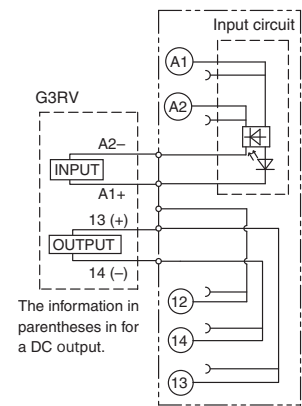 Input circuit
A1
A2
G3RV
A2–
INPUT
A1+
13 (+)
OUTPUT
14 (–)
The information in
parentheses in for
a DC output.
12
14
13